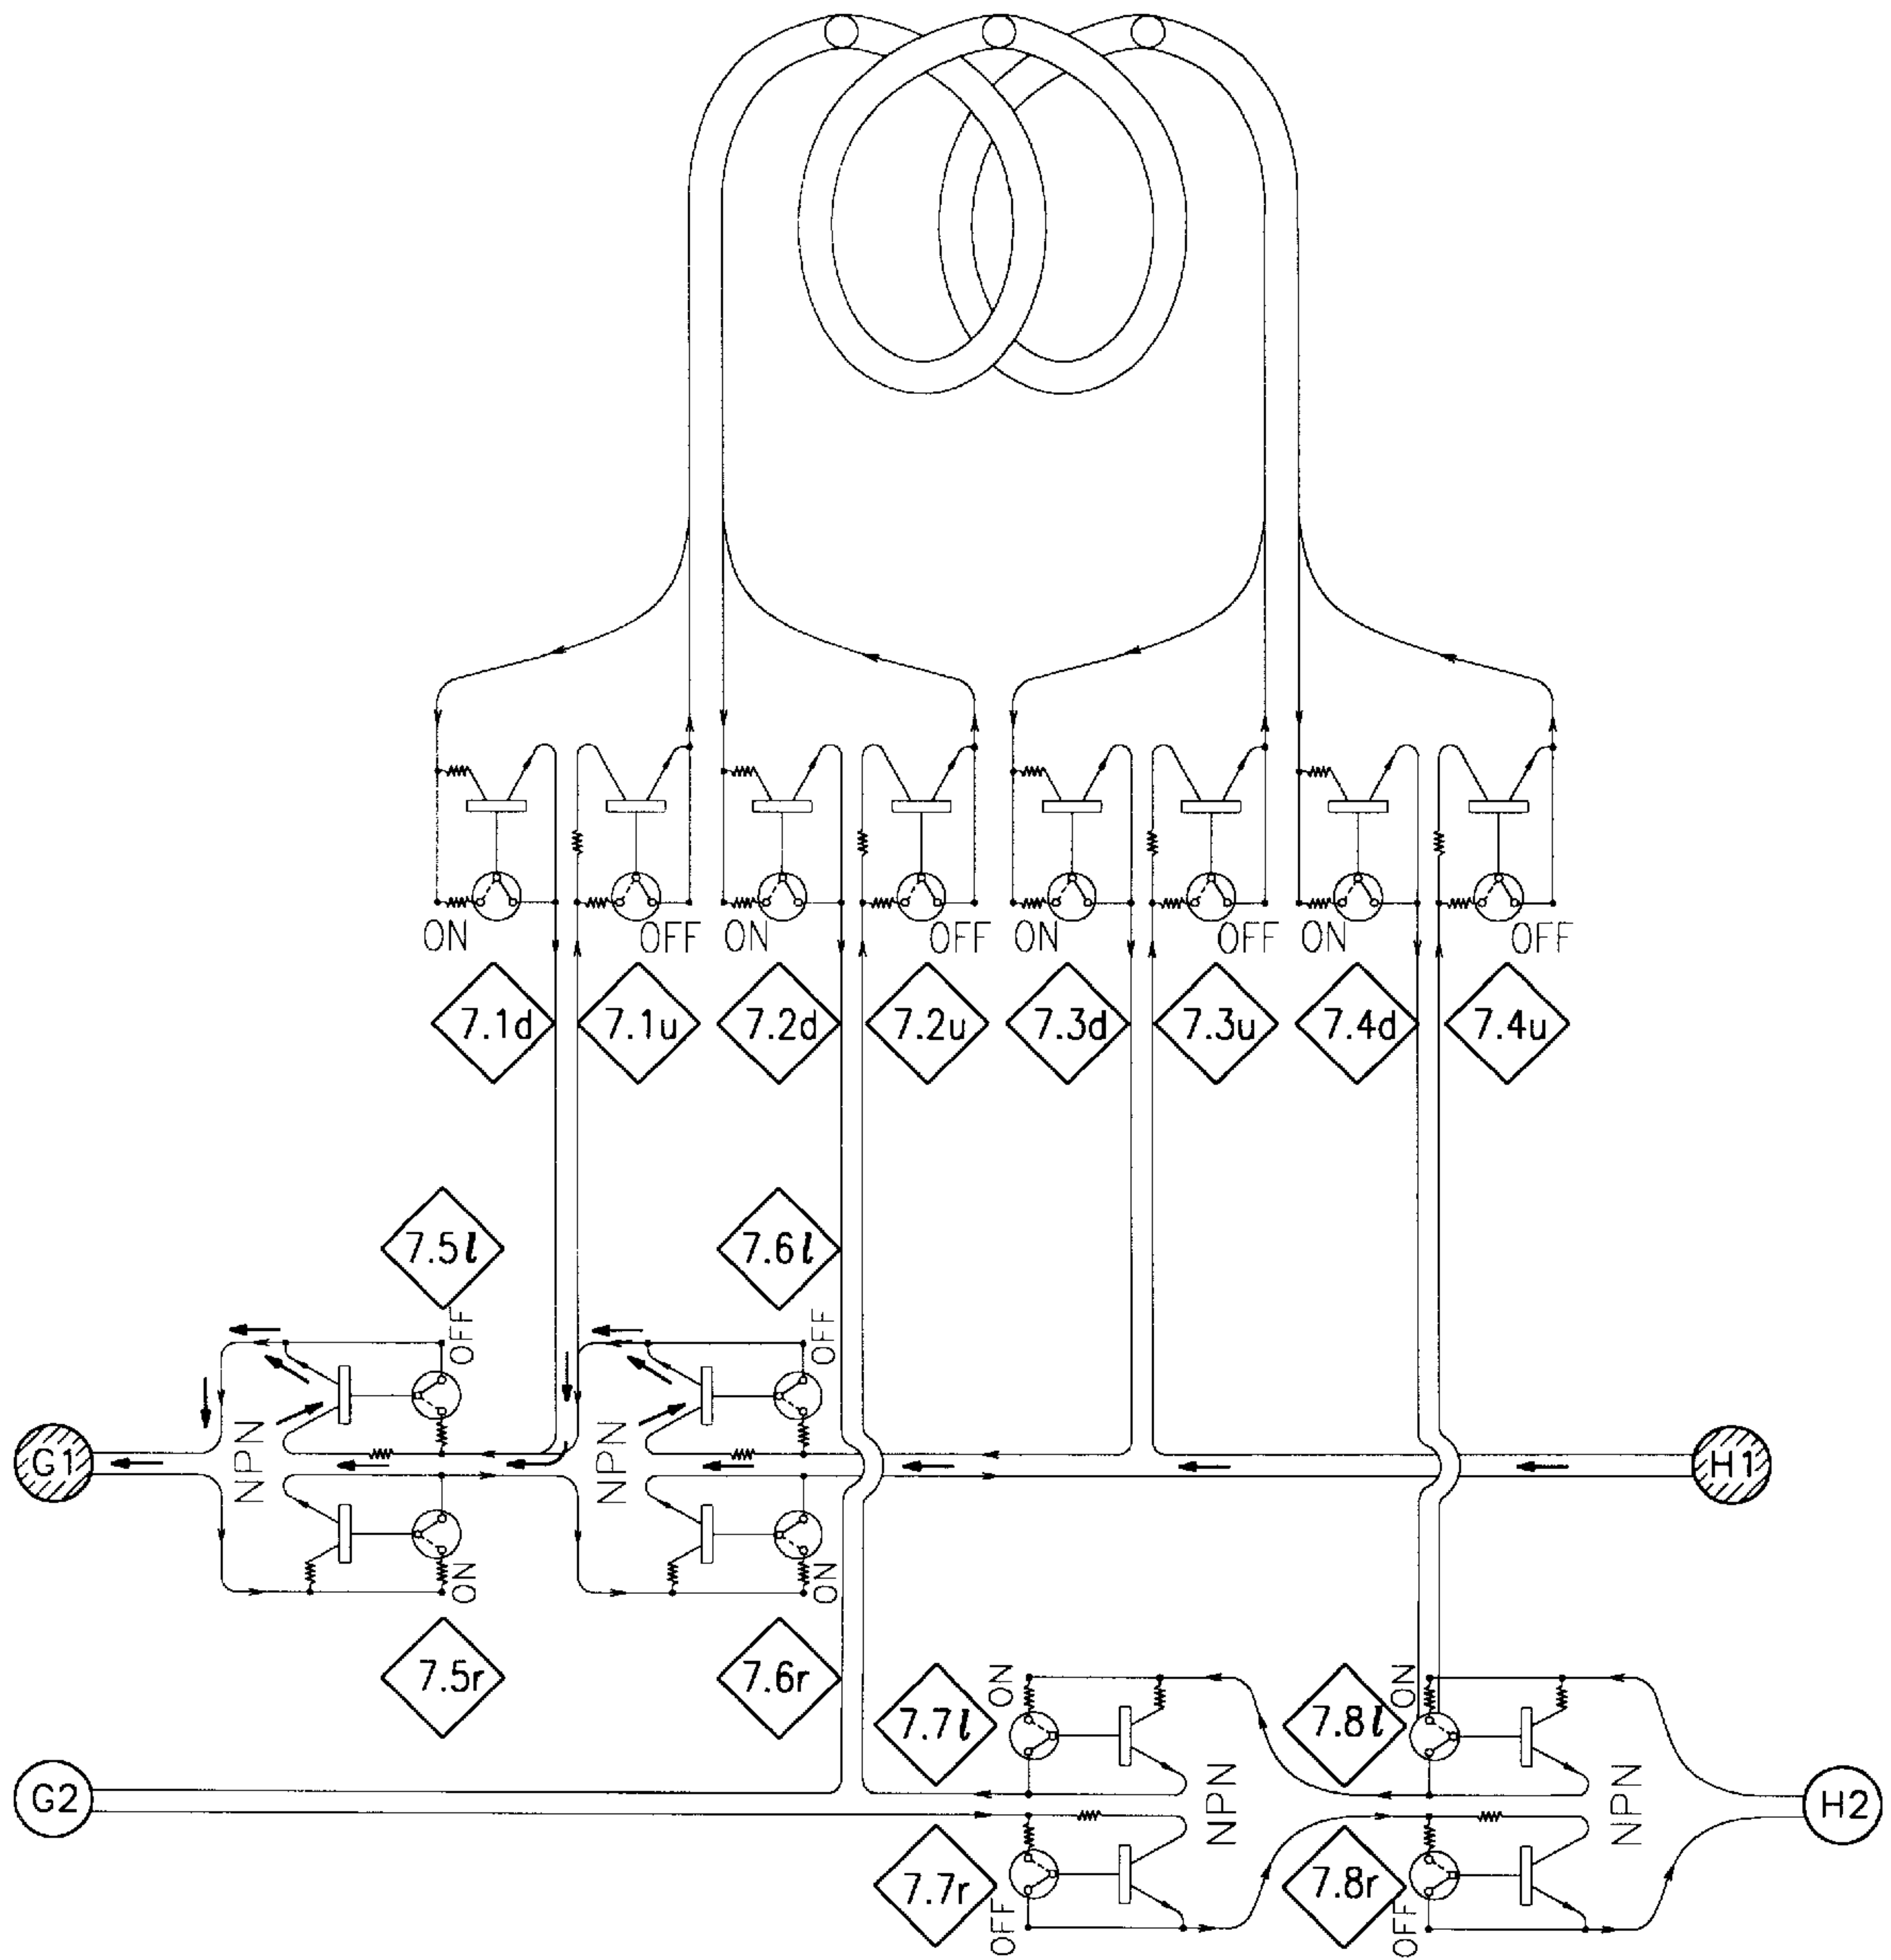 ON OFF ON OFF ON OFF ON OFF
7.1d 7.1u 7.2d 7.2u 7.3d 7.3u 7.4d 7.4u
7.5l 7.6l
OFF OFF
NPN NPN
G1 H1
ON ON
7.5r 7.6r
ON ON
7.7l 7.8l
NPN NPN
G2 H2
7.7r 7.8r
OFF OFF